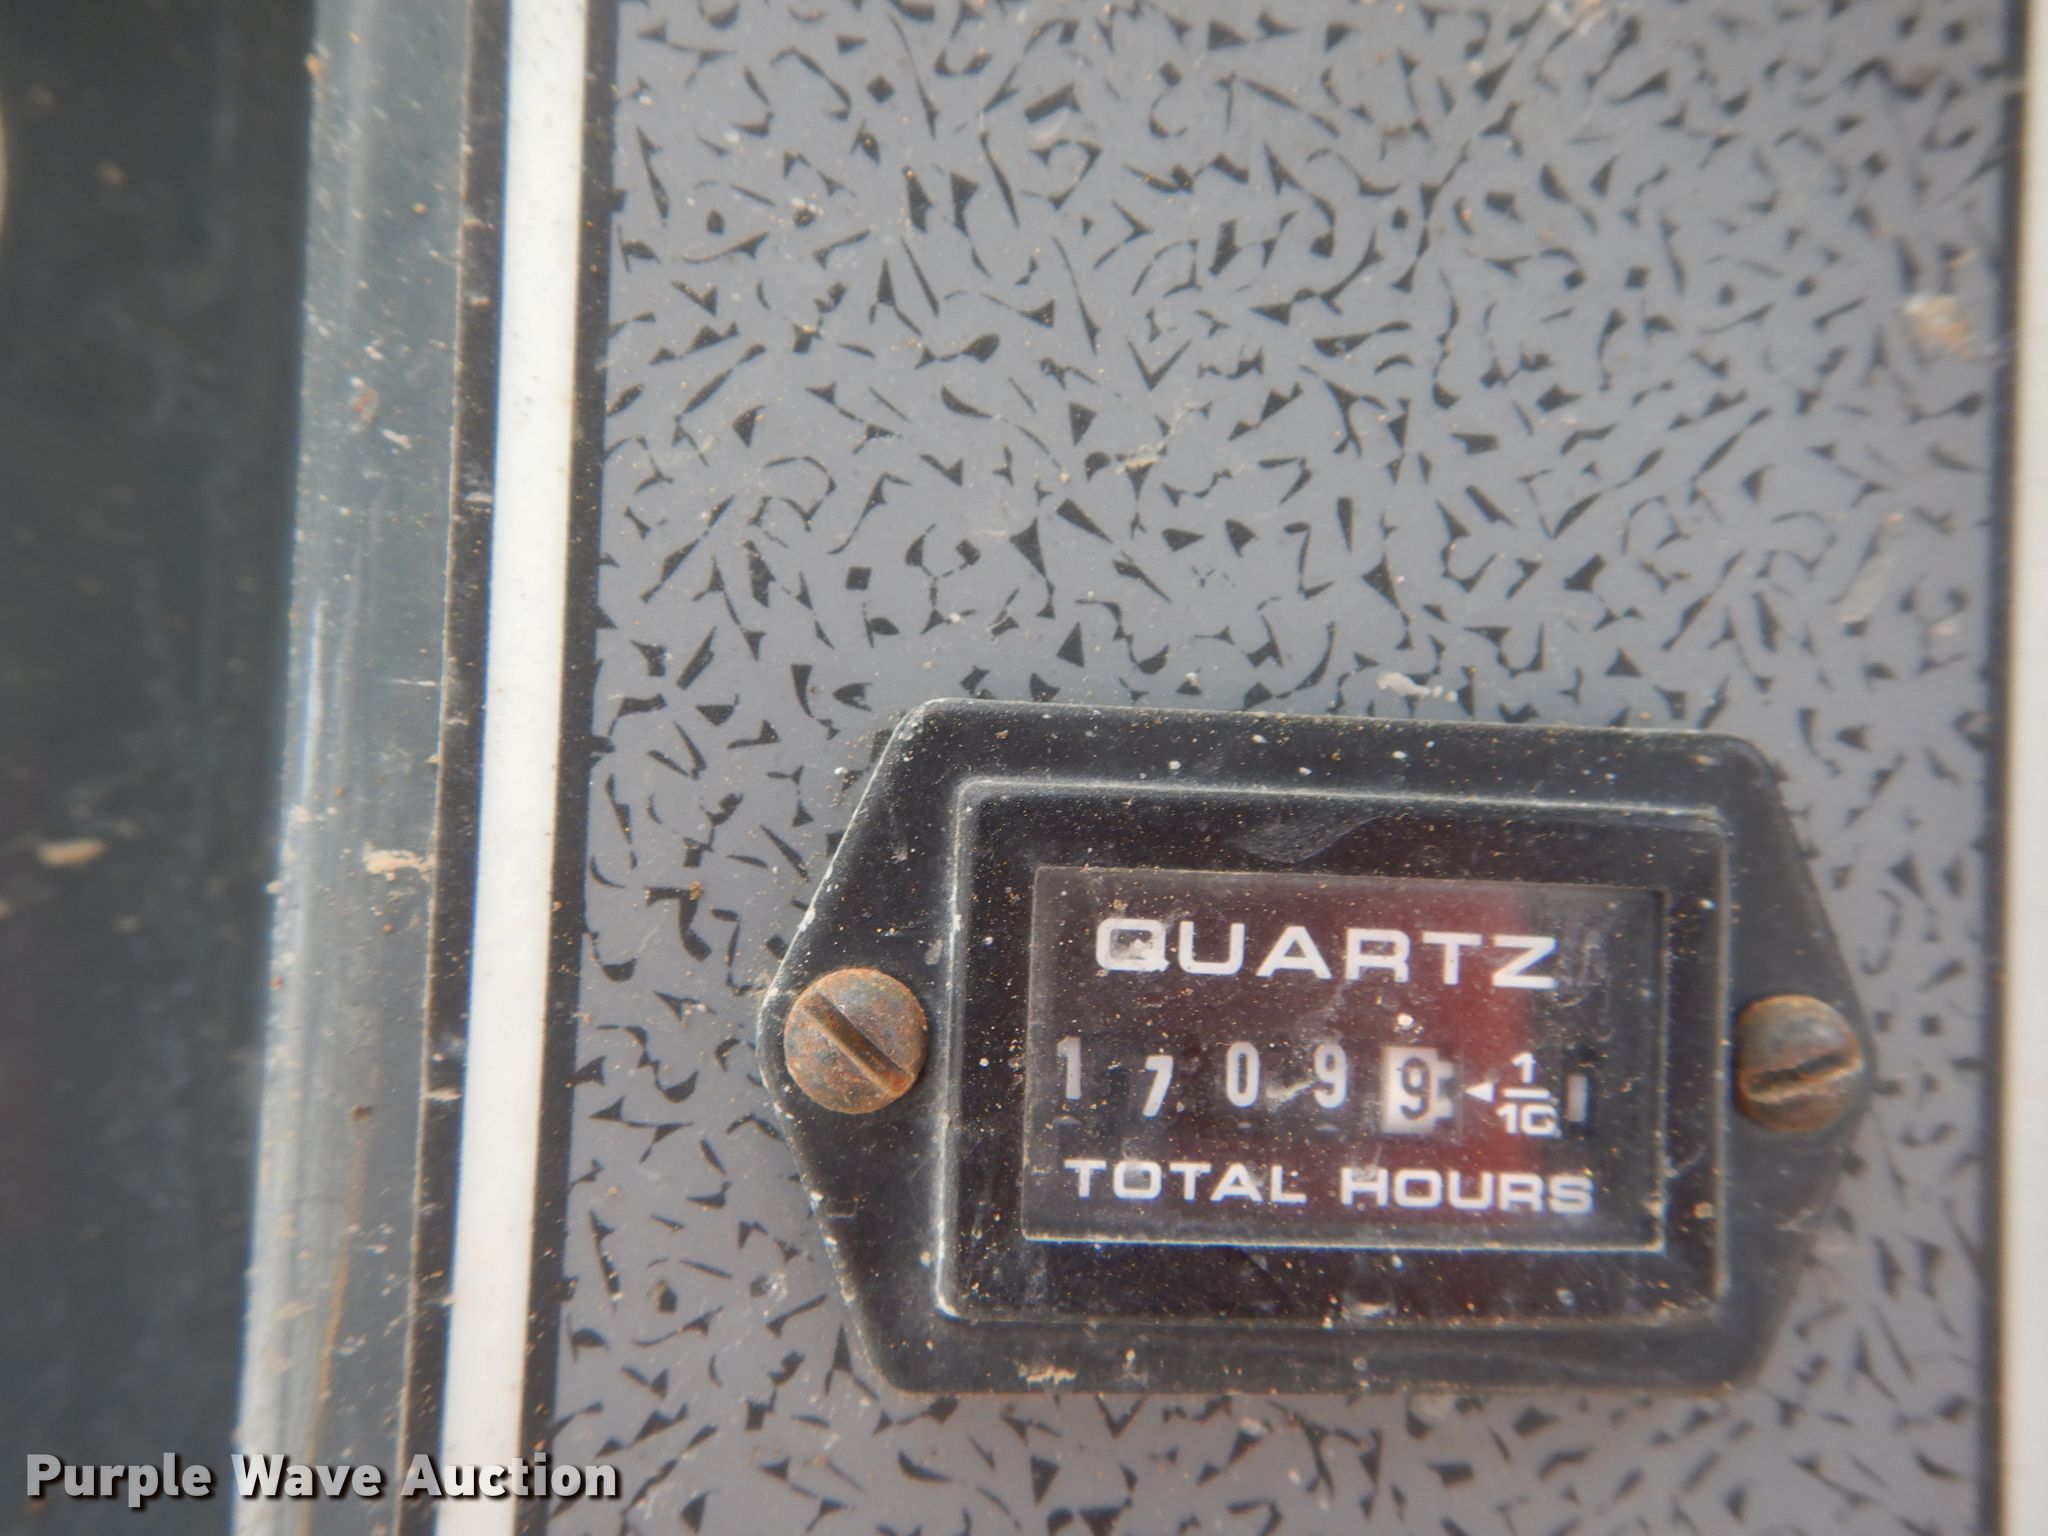 QUARTZ
1 7 0 9 9 ◄ 1/10
TOTAL HOURS
Purple Wave Auction